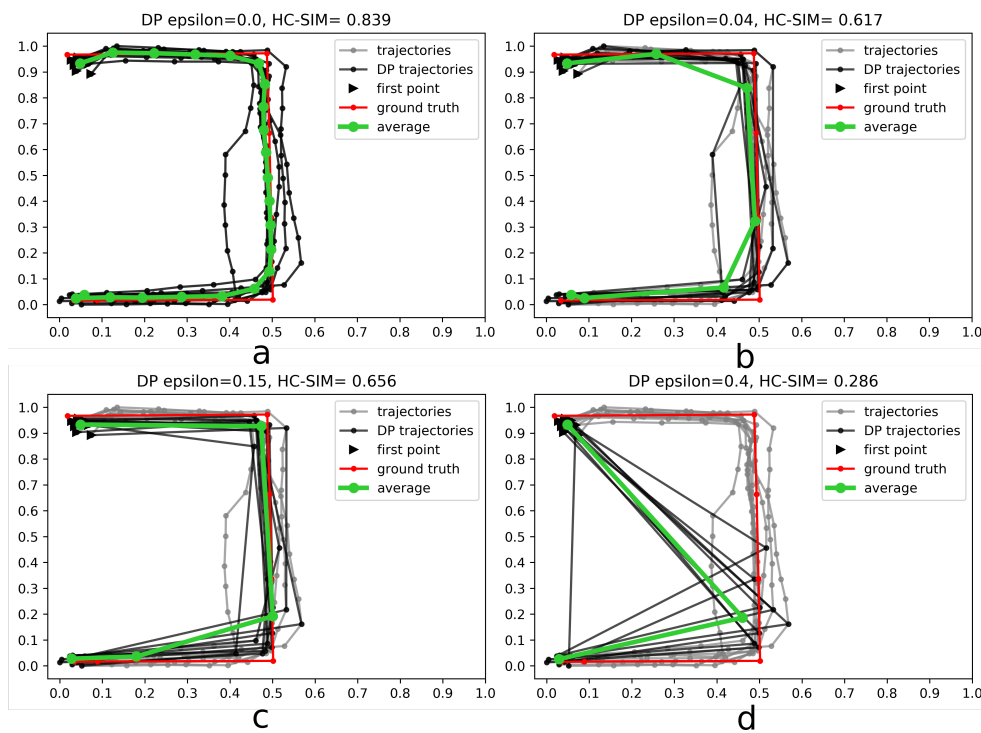 DP epsilon=0.0, HC-SIM= 0.839
1.0
0.9
0.8
0.7
0.6
0.5
0.4
0.3
0.2
0.1
0.0
0.0 0.1 0.2 0.3 0.4 0.5 0.6 0.7 0.8 0.9 1.0
trajectories
DP trajectories
first point
ground truth
average
a
DP epsilon=0.04, HC-SIM= 0.617
1.0
0.9
0.8
0.7
0.6
0.5
0.4
0.3
0.2
0.1
0.0
0.0 0.1 0.2 0.3 0.4 0.5 0.6 0.7 0.8 0.9 1.0
trajectories
DP trajectories
first point
ground truth
average
b
DP epsilon=0.15, HC-SIM= 0.656
1.0
0.9
0.8
0.7
0.6
0.5
0.4
0.3
0.2
0.1
0.0
0.0 0.1 0.2 0.3 0.4 0.5 0.6 0.7 0.8 0.9 1.0
trajectories
DP trajectories
first point
ground truth
average
c
DP epsilon=0.4, HC-SIM= 0.286
1.0
0.9
0.8
0.7
0.6
0.5
0.4
0.3
0.2
0.1
0.0
0.0 0.1 0.2 0.3 0.4 0.5 0.6 0.7 0.8 0.9 1.0
trajectories
DP trajectories
first point
ground truth
average
d